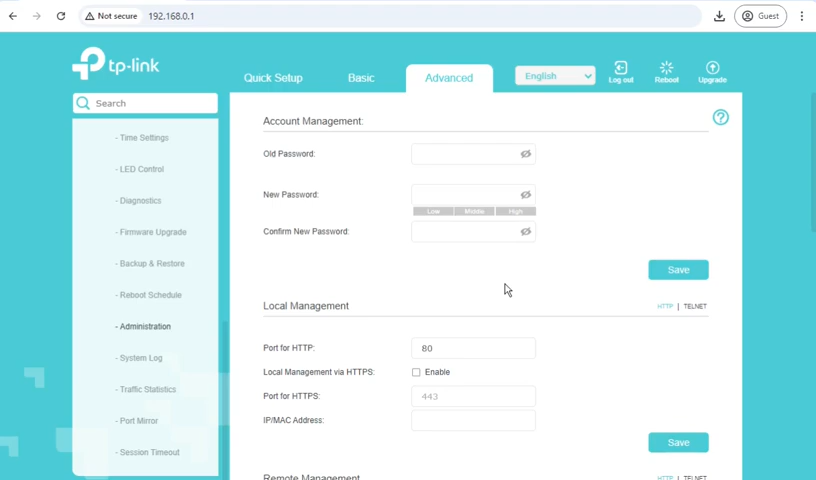 Not secure 192.168.0.1 Guest
tp-link
Quick Setup Basic Advanced English Log out Reboot Upgrade
Search
Account Management:
- Time Settings
Old Password:
- LED Control
New Password:
- Diagnostics
Low Middle High
Confirm New Password:
- Firmware Upgrade
- Backup & Restore
Save
- Reboot Schedule
Local Management HTTP | TELNET
- Administration
Port for HTTP: 80
- System Log
Local Management via HTTPS: Enable
- Traffic Statistics
Port for HTTPS: 443
- Port Mirror
IP/MAC Address:
Save
- Session Timeout
Remote Management HTTP | TELNET